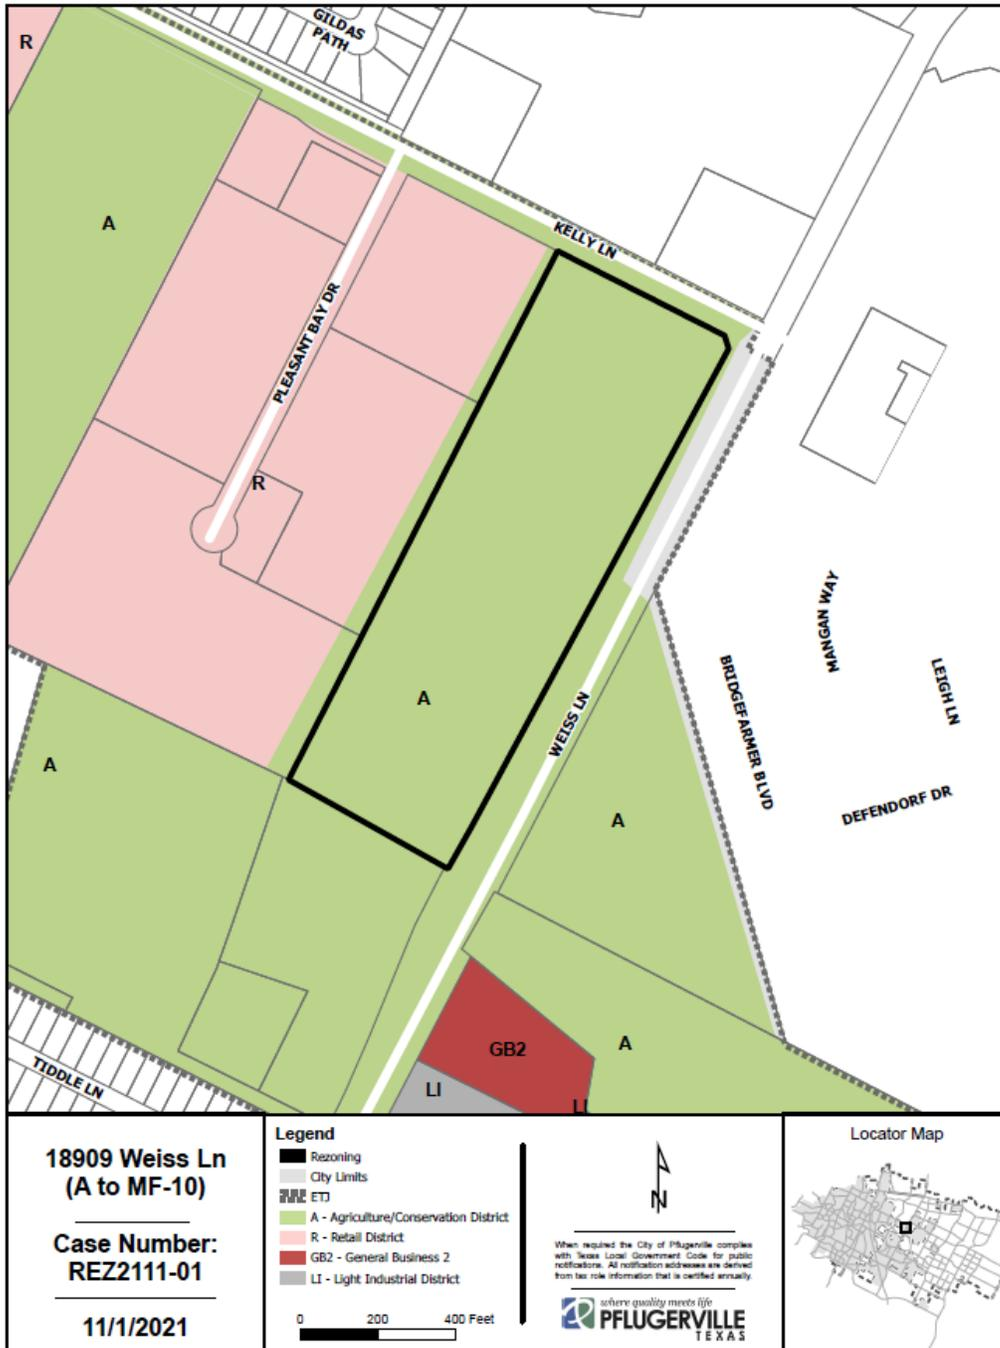 R
GILDAS
PATH
A
KELLY LN
PLEASANT BAY DR
R
MANGAN WAY
LEIGH LN
BRIDGEFARMER BLVD
A
WEISS LN
A
DEFENDORF DR
A
GB2
A
LI
LI
TIDDLE LN
18909 Weiss Ln
(A to MF-10)
Case Number:
REZ2111-01
11/1/2021
Legend
Rezoning
City Limits
ETJ
A - Agriculture/Conservation District
R - Retail District
GB2 - General Business 2
LI - Light Industrial District
0 200 400 Feet
N
When required the City of Pflugerville complies
with Texas Local Government Code for public
notifications. All notification addresses are derived
from tax role information that is certified annually.
where quality meets life
PFLUGERVILLE
TEXAS
Locator Map